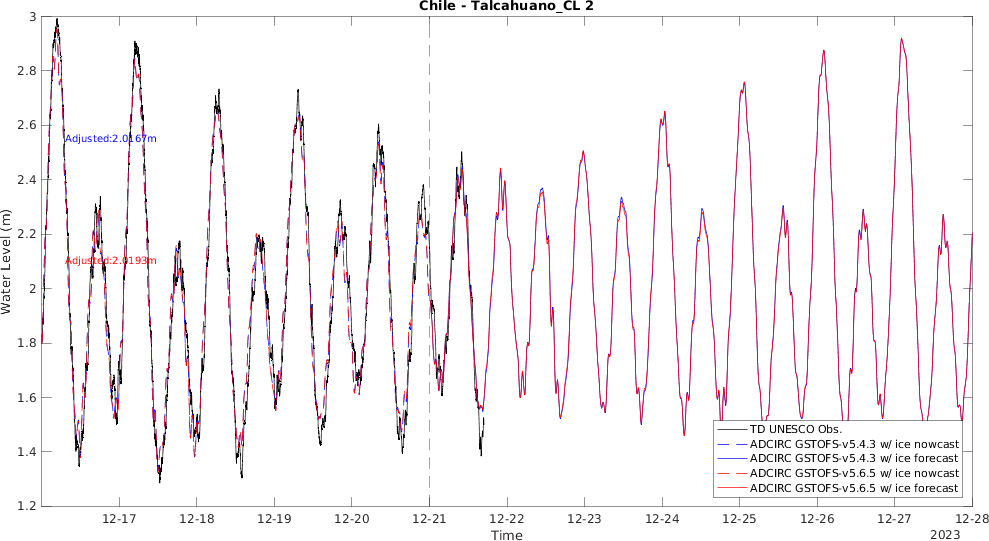 Chile - Talcahuano_CL 2
Water Level (m)
3
2.8
2.6
2.4
2.2
2
1.8
1.6
1.4
1.2
Adjusted:2.0167m
Adjusted:2.0193m
TD UNESCO Obs.
ADCIRC GSTOFS-v5.4.3 w/ ice nowcast
ADCIRC GSTOFS-v5.4.3 w/ ice forecast
ADCIRC GSTOFS-v5.6.5 w/ ice nowcast
ADCIRC GSTOFS-v5.6.5 w/ ice forecast
12-17 12-18 12-19 12-20 12-21 12-22 12-23 12-24 12-25 12-26 12-27 12-28
Time
2023